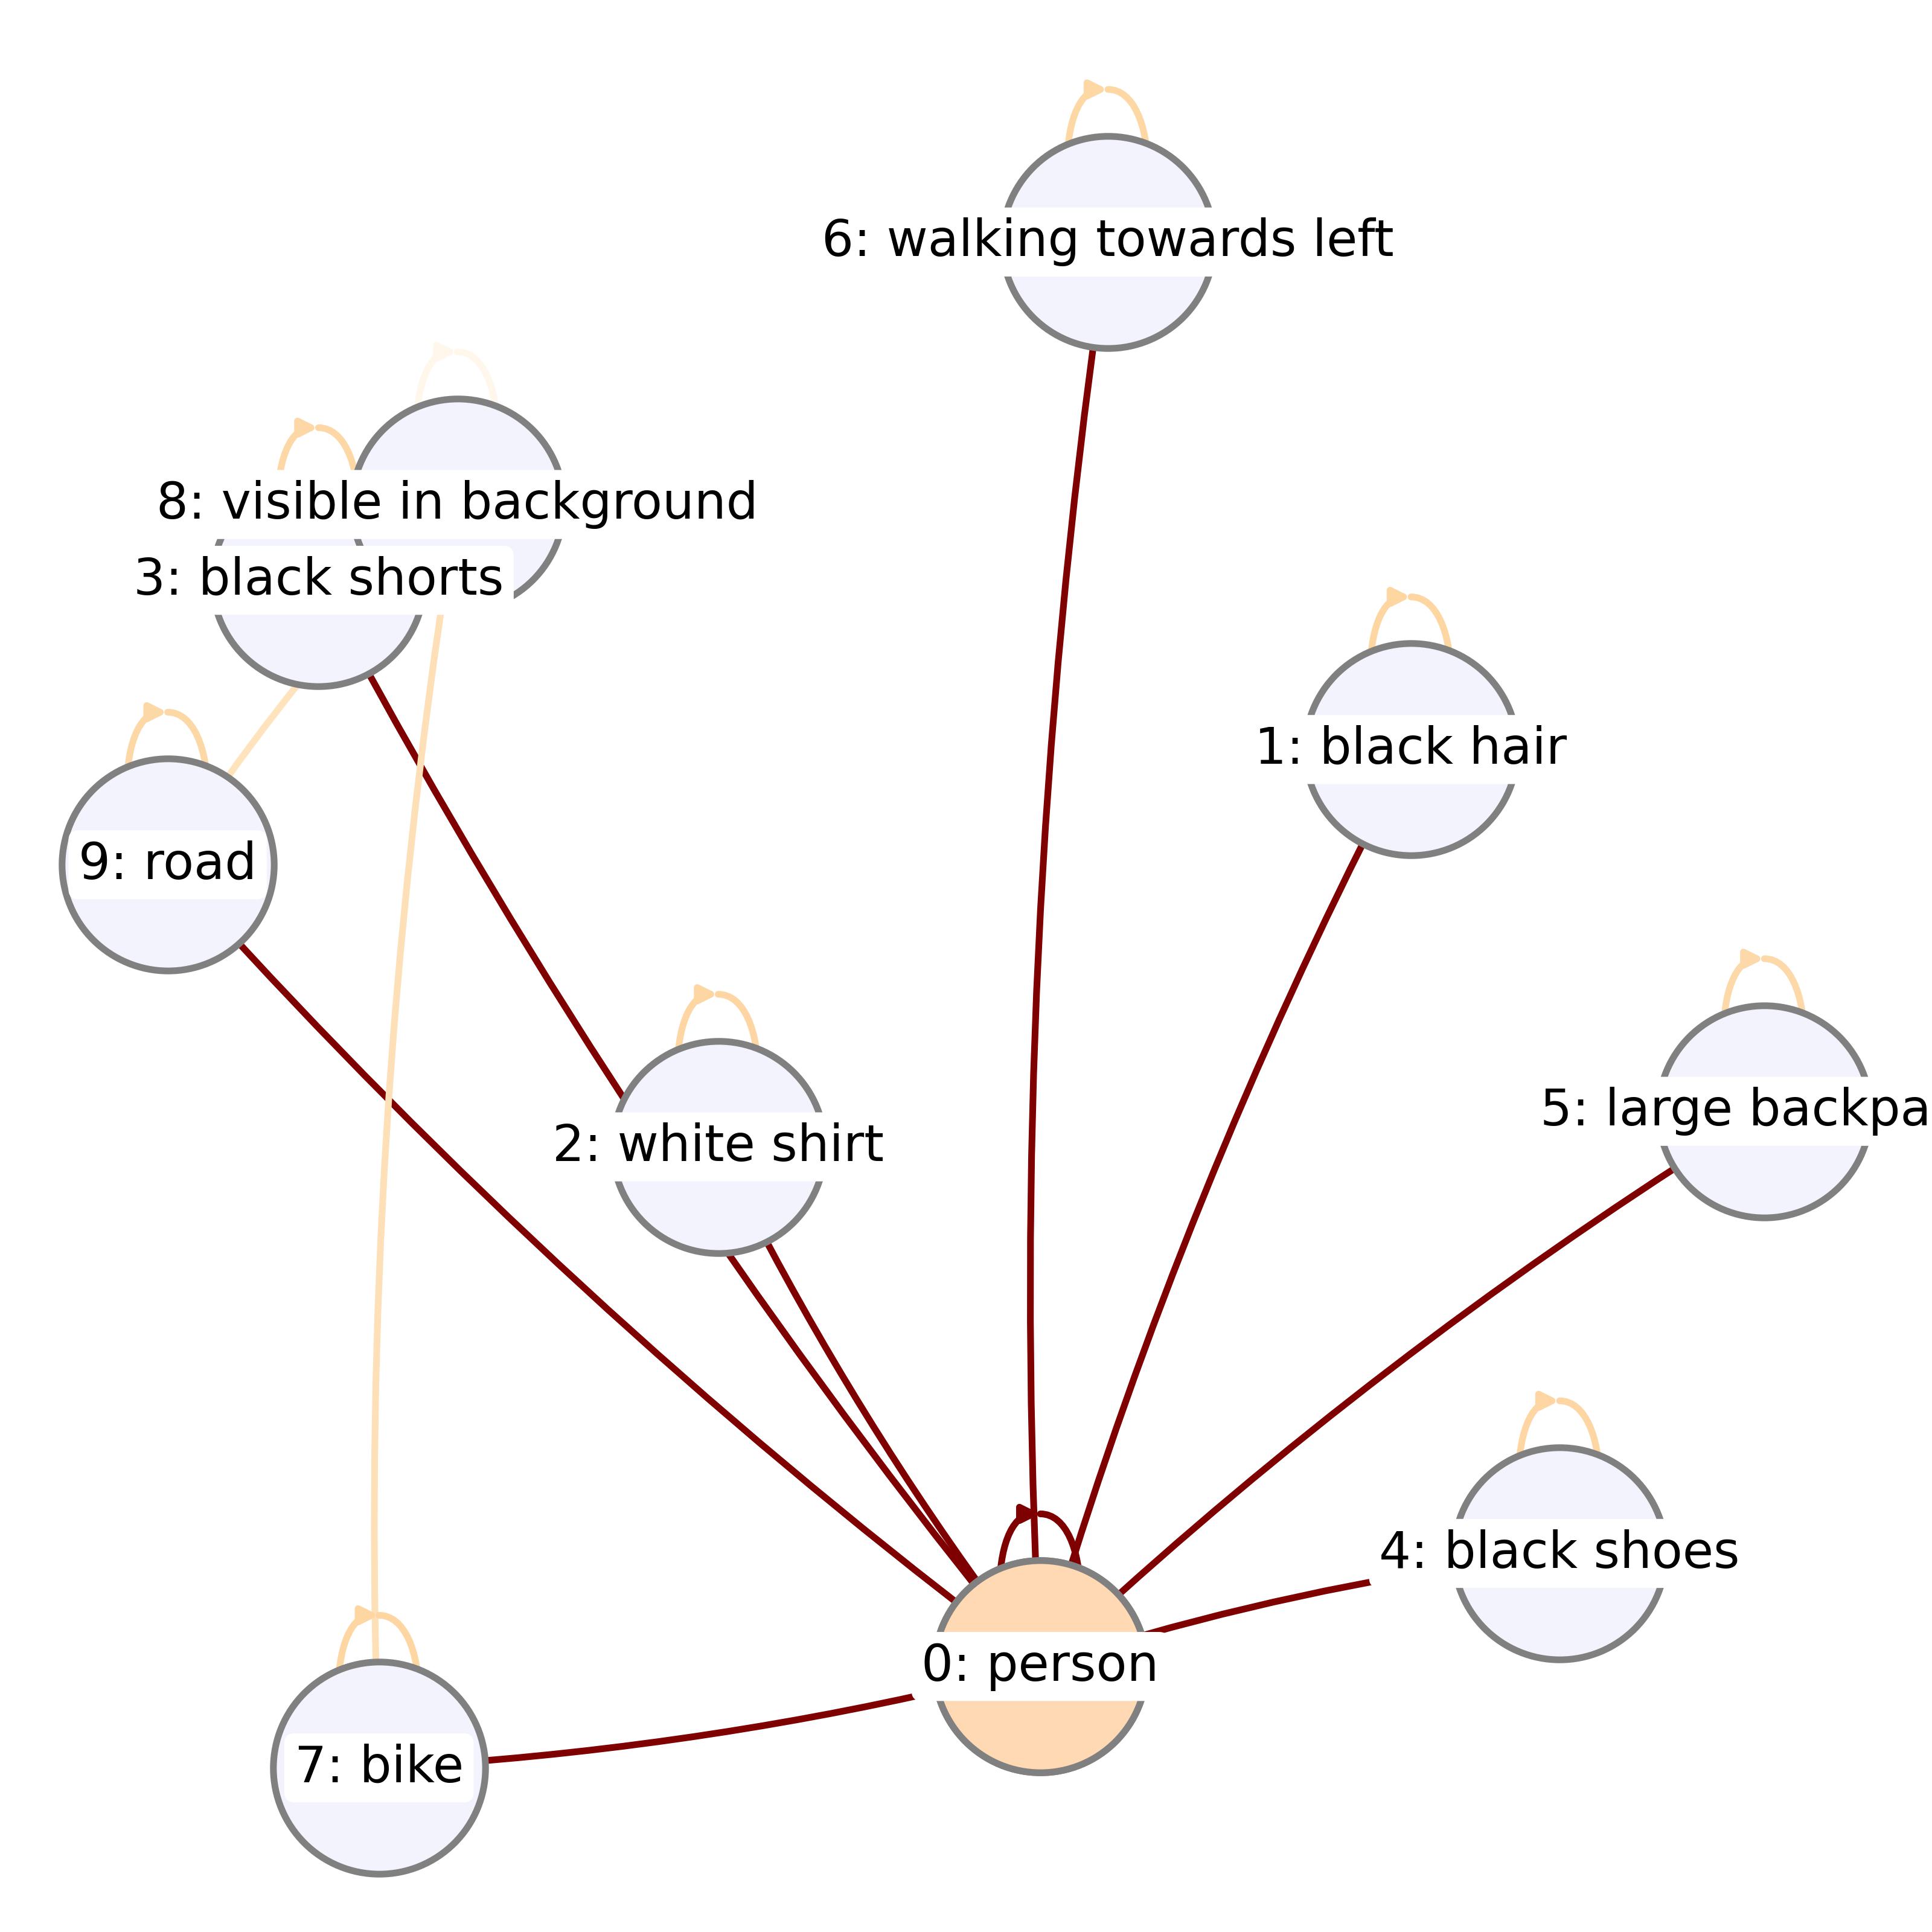 6: walking towards left
8: visible in background
3: black shorts
1: black hair
9: road
5: large backpa
2: white shirt
4: black shoes
0: person
7: bike